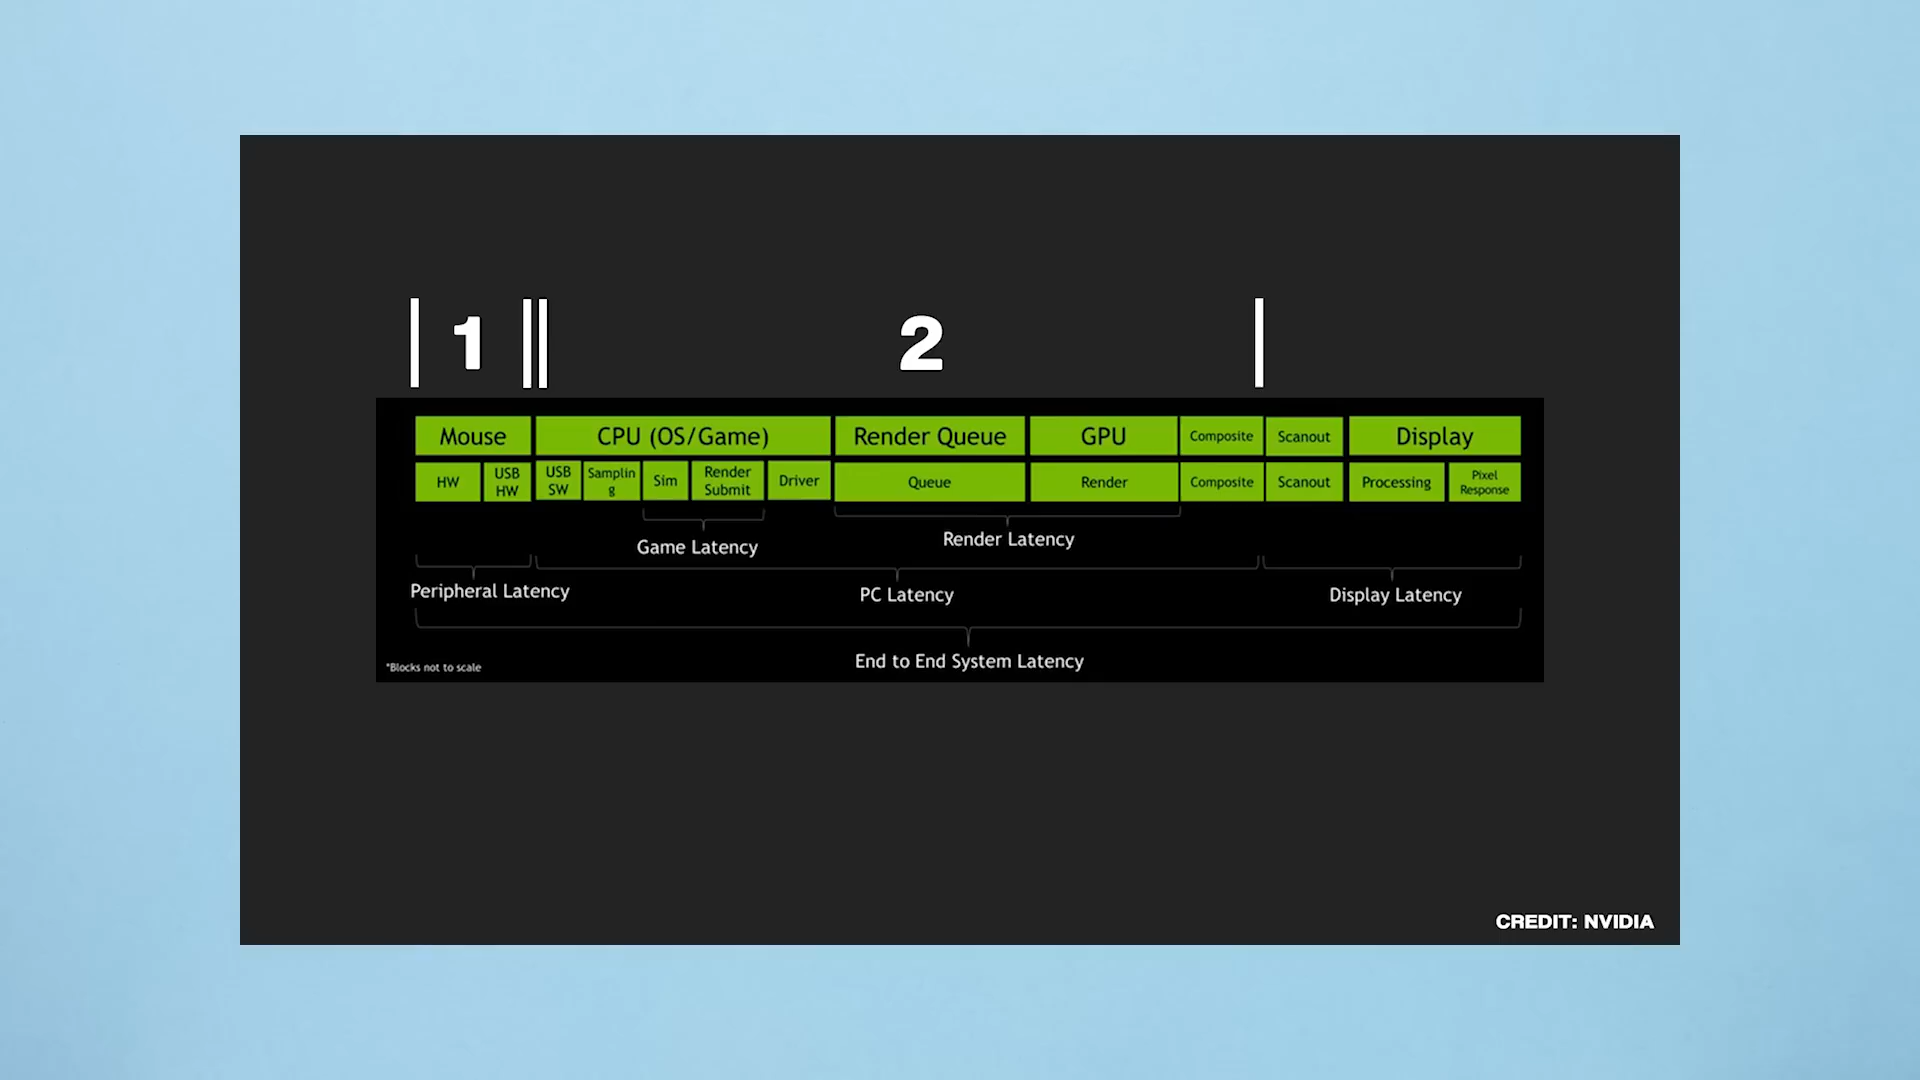 1 2
Mouse CPU (OS/Game) Render Queue GPU Composite Scanout Display
HW USB HW USB SW Samplin g Sim Render Submit Driver Queue Render Composite Scanout Processing Pixel Response
Game Latency Render Latency
Peripheral Latency PC Latency Display Latency
End to End System Latency
*Blocks not to scale
CREDIT: NVIDIA